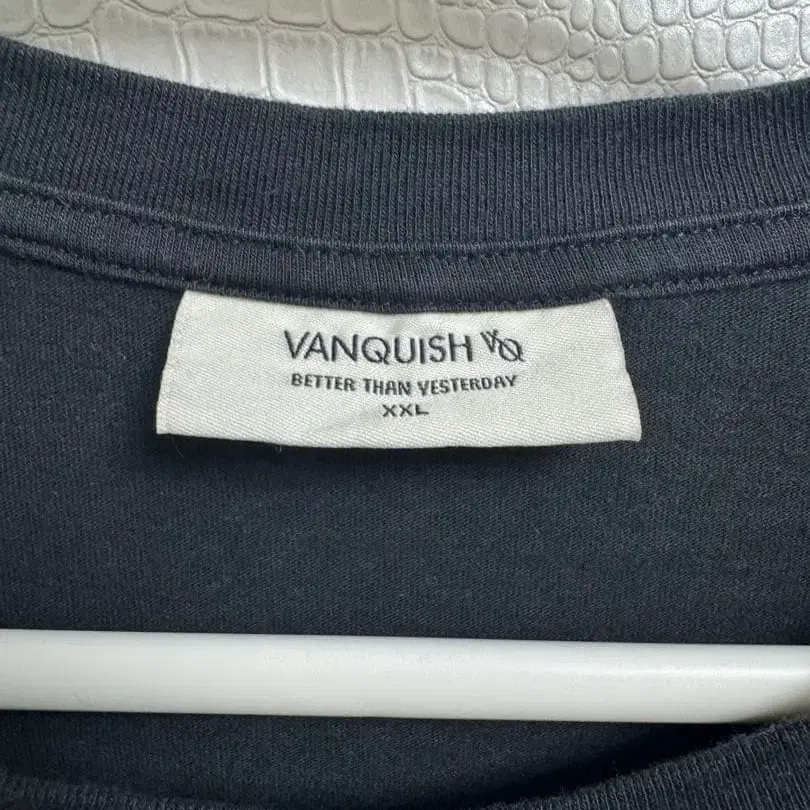 VANQUISH VQ
BETTER THAN YESTERDAY
XXL